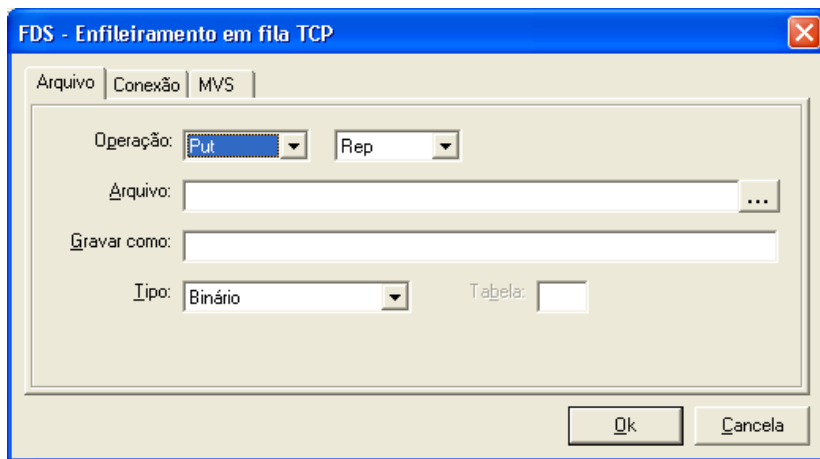 FDS - Enfileiramento em fila TCP
Arquivo Conexão MVS
Operação: Put Rep
Arquivo: ...
Gravar como:
Tipo: Binário Tabela:
Ok Cancela